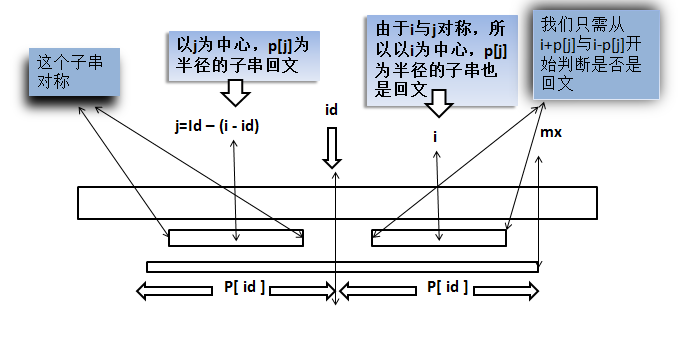 这个子串
对称
以j为中心，p[j]为
半径的子串回文
由于i与j对称，所
以以i为中心，p[j]
为半径的子串也
是回文
我们只需从
i+p[j]与i-p[j]开
始判断是否是
回文
j=Id – (i - id)
id
i
mx
P[ id ]
P[ id ]